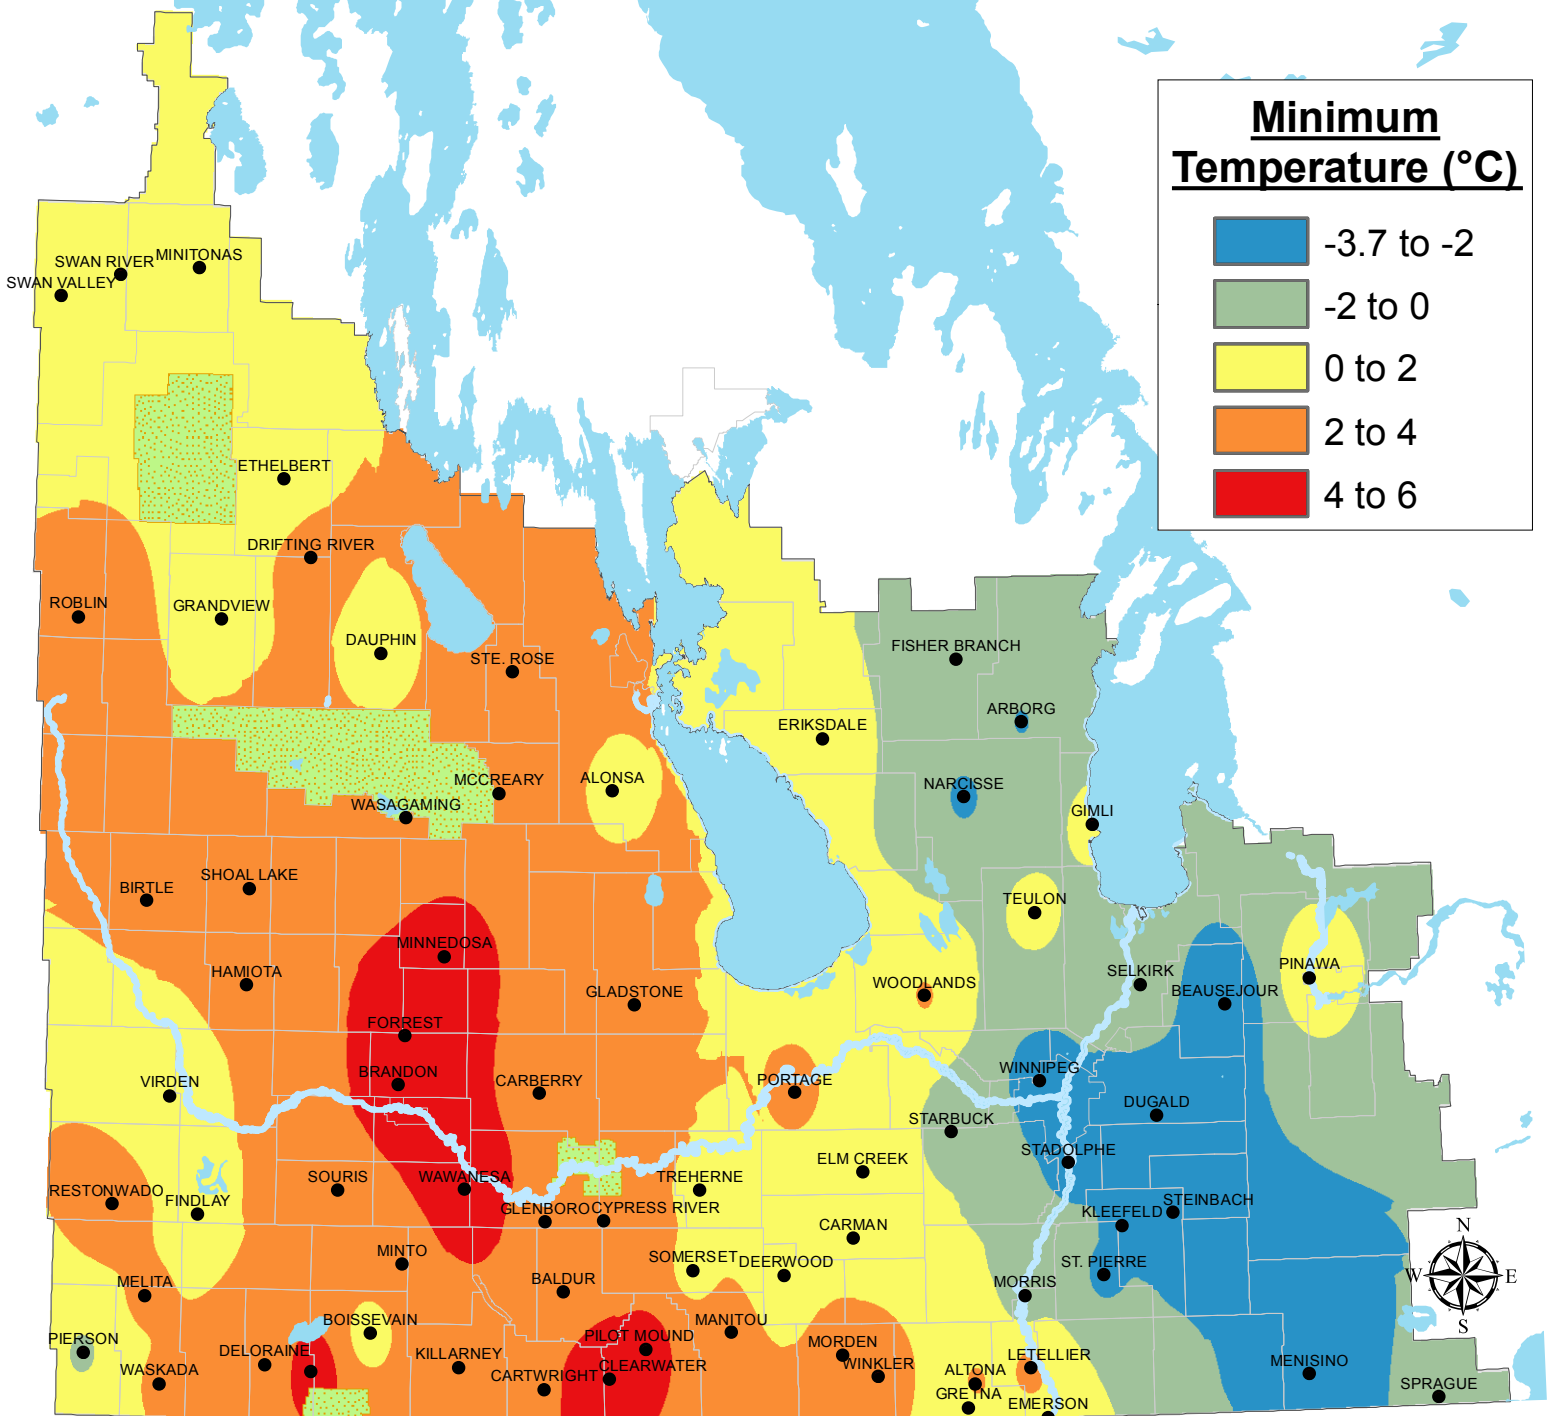 Minimum
Temperature (°C)
-3.7 to -2
-2 to 0
0 to 2
2 to 4
4 to 6
SWAN RIVER
MINITONAS
SWAN VALLEY
ETHELBERT
DRIFTING RIVER
ROBLIN
GRANDVIEW
DAUPHIN
STE. ROSE
FISHER BRANCH
ARBORG
ERIKSDALE
MCCREARY
ALONSA
NARCISSE
WASAGAMING
GIMLI
SHOAL LAKE
BIRTLE
TEULON
MINNEDOSA
HAMIOTA
GLADSTONE
WOODLANDS
SELKIRK
PINAWA
BEAUSEJOUR
FORREST
BRANDON
VIRDEN
CARBERRY
PORTAGE
WINNIPEG
DUGALD
STARBUCK
STADOLPHE
ELM CREEK
SOURIS
WAWANESA
TREHERNE
RESTONWADO
FINDLAY
STEINBACH
GLENBORO
CYPRESS RIVER
KLEEFELD
CARMAN
N
MINTO
SOMERSET
DEERWOOD
ST. PIERRE
W
E
MELITA
BALDUR
MORRIS
BOISSEVAIN
MANITOU
S
PIERSON
PILOT MOUND
MORDEN
DELORAINE
KILLARNEY
CLEARWATER
WINKLER
LETELLIER
MENISINO
WASKADA
CARTWRIGHT
ALTONA
SPRAGUE
GRETNA
EMERSON